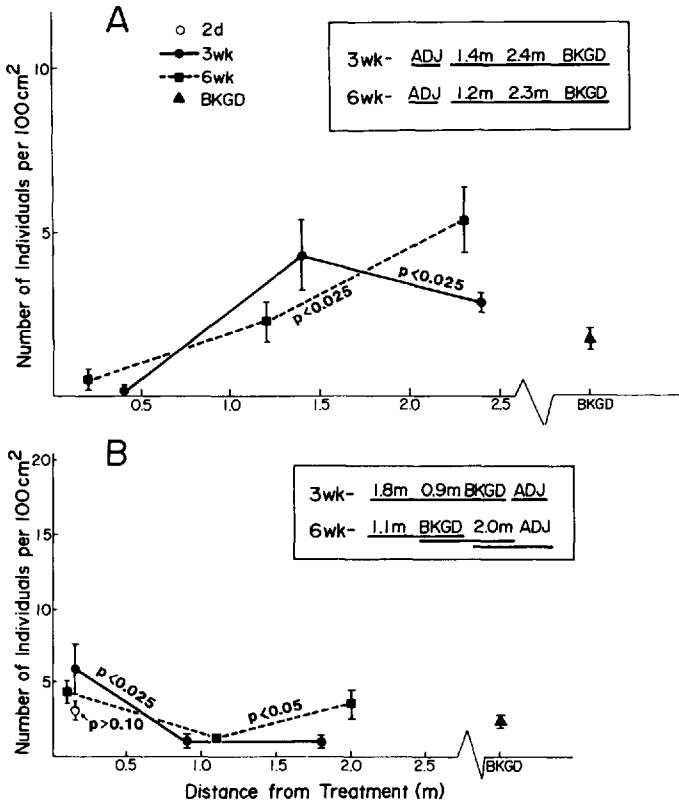 A
2d
3wk
6wk
BKGD
3wk- ADJ 1.4m 2.4m BKGD
6wk- ADJ 1.2m 2.3m BKGD
Number of Individuals per 100cm2
10
5
p<0.025
p<0.025
0.5 1.0 1.5 2.0 2.5 BKGD
B
3wk- 1.8m 0.9m BKGD ADJ
6wk- 1.1m BKGD 2.0m ADJ
Number of Individuals per 100cm2
20
15
10
5
p<0.025
p<0.05
p>0.10
0.5 1.0 1.5 2.0 2.5 BKGD
Distance from Treatment (m)